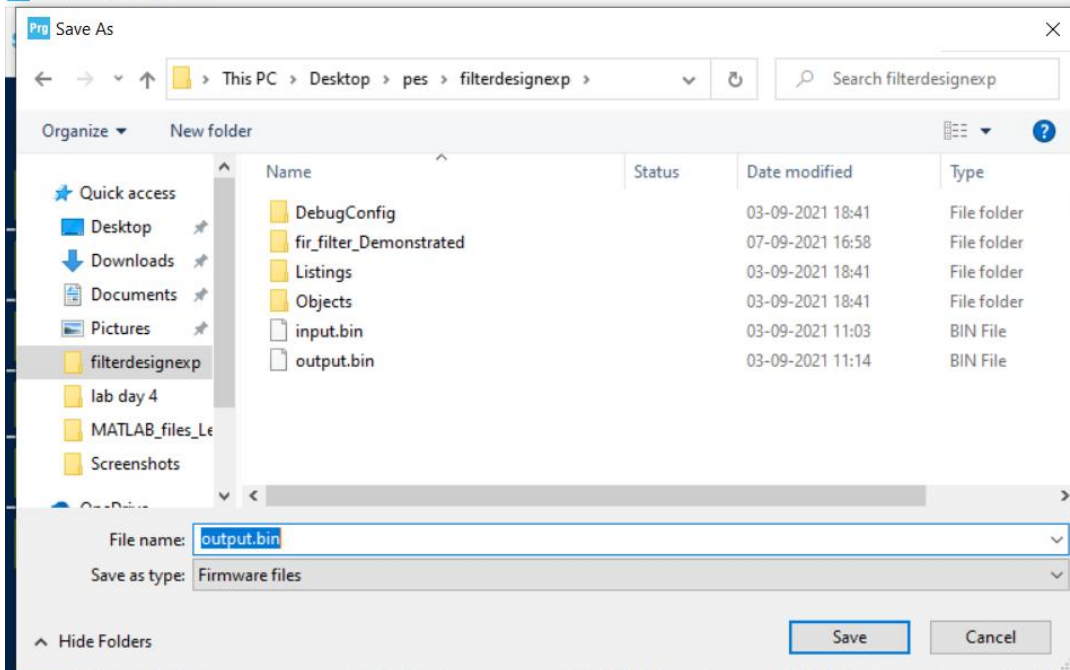 Prg Save As
This PC > Desktop > pes > filterdesignexp >
Search filterdesignexp
Organize
New folder
?
Name Status Date modified Type
Quick access
Desktop
Downloads
Documents
Pictures
filterdesignexp
lab day 4
MATLAB_files_Le
Screenshots
DebugConfig 03-09-2021 18:41 File folder
fir_filter_Demonstrated 07-09-2021 16:58 File folder
Listings 03-09-2021 18:41 File folder
Objects 03-09-2021 18:41 File folder
input.bin 03-09-2021 11:03 BIN File
output.bin 03-09-2021 11:14 BIN File
File name: output.bin
Save as type: Firmware files
Hide Folders
Save
Cancel